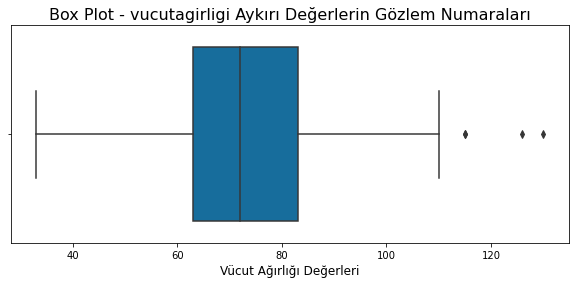 Box Plot - vucutagirligi Aykırı Değerlerin Gözlem Numaraları
40 60 80 100 120
Vücut Ağırlığı Değerleri